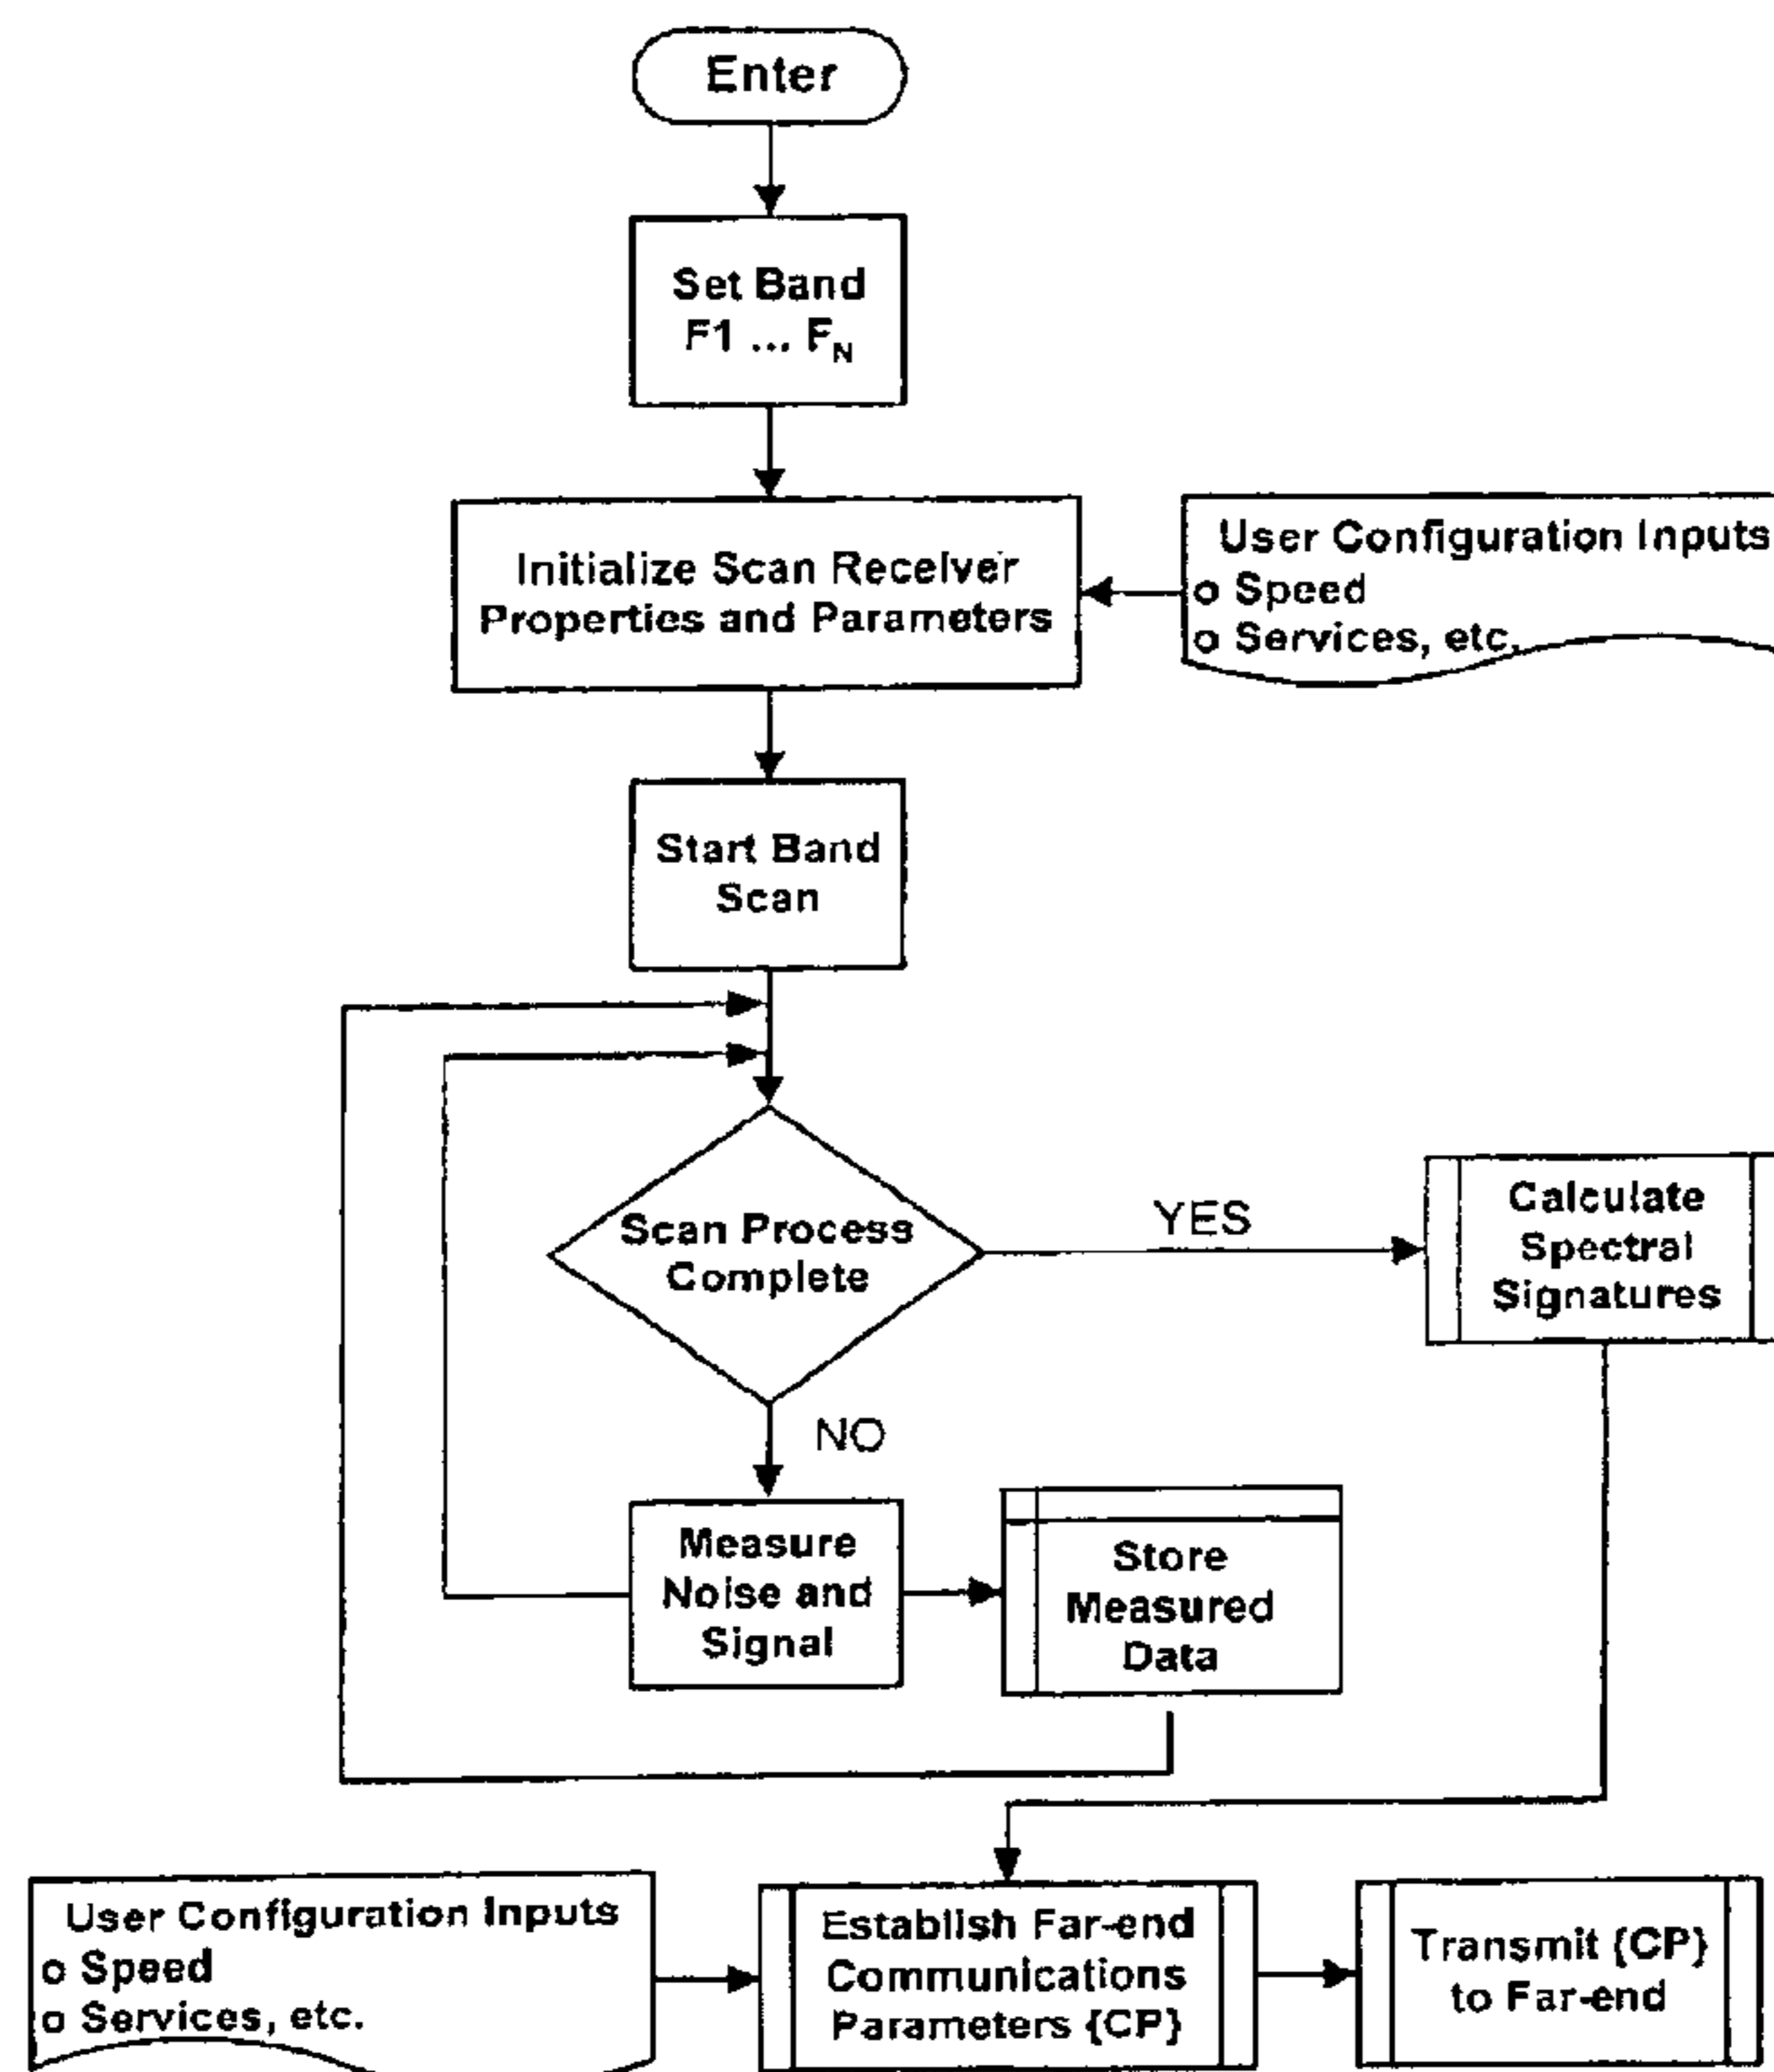 Enter
Set Band
F1 ... FN
Initialize Scan Receiver
Properties and Parameters
User Configuration Inputs
o Speed
o Services, etc.
Start Band
Scan
Scan Process
Complete
YES
Calculate
Spectral
Signatures
NO
Measure
Noise and
Signal
Store
Measured
Data
User Configuration Inputs
o Speed
o Services, etc.
Establish Far-end
Communications
Parameters {CP}
Transmit {CP}
to Far-end